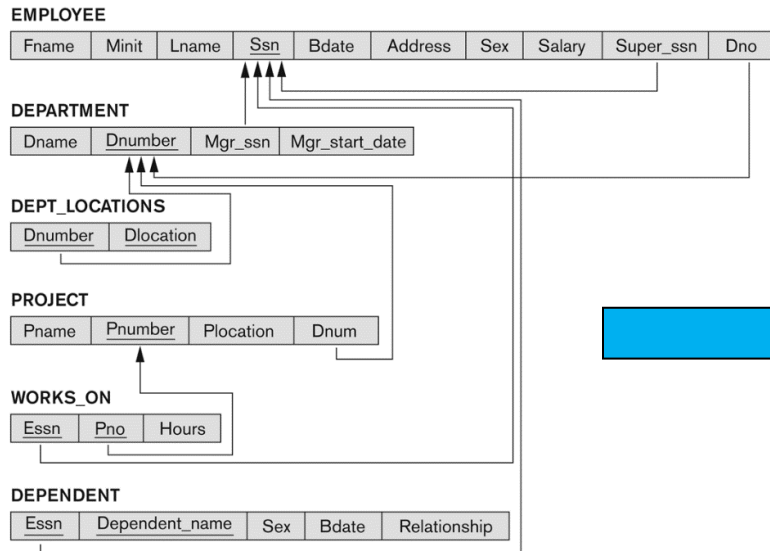 EMPLOYEE
Fname Minit Lname Ssn Bdate Address Sex Salary Super_ssn Dno
DEPARTMENT
Dname Dnumber Mgr_ssn Mgr_start_date
DEPT_LOCATIONS
Dnumber Dlocation
PROJECT
Pname Pnumber Plocation Dnum
WORKS_ON
Essn Pno Hours
DEPENDENT
Essn Dependent_name Sex Bdate Relationship